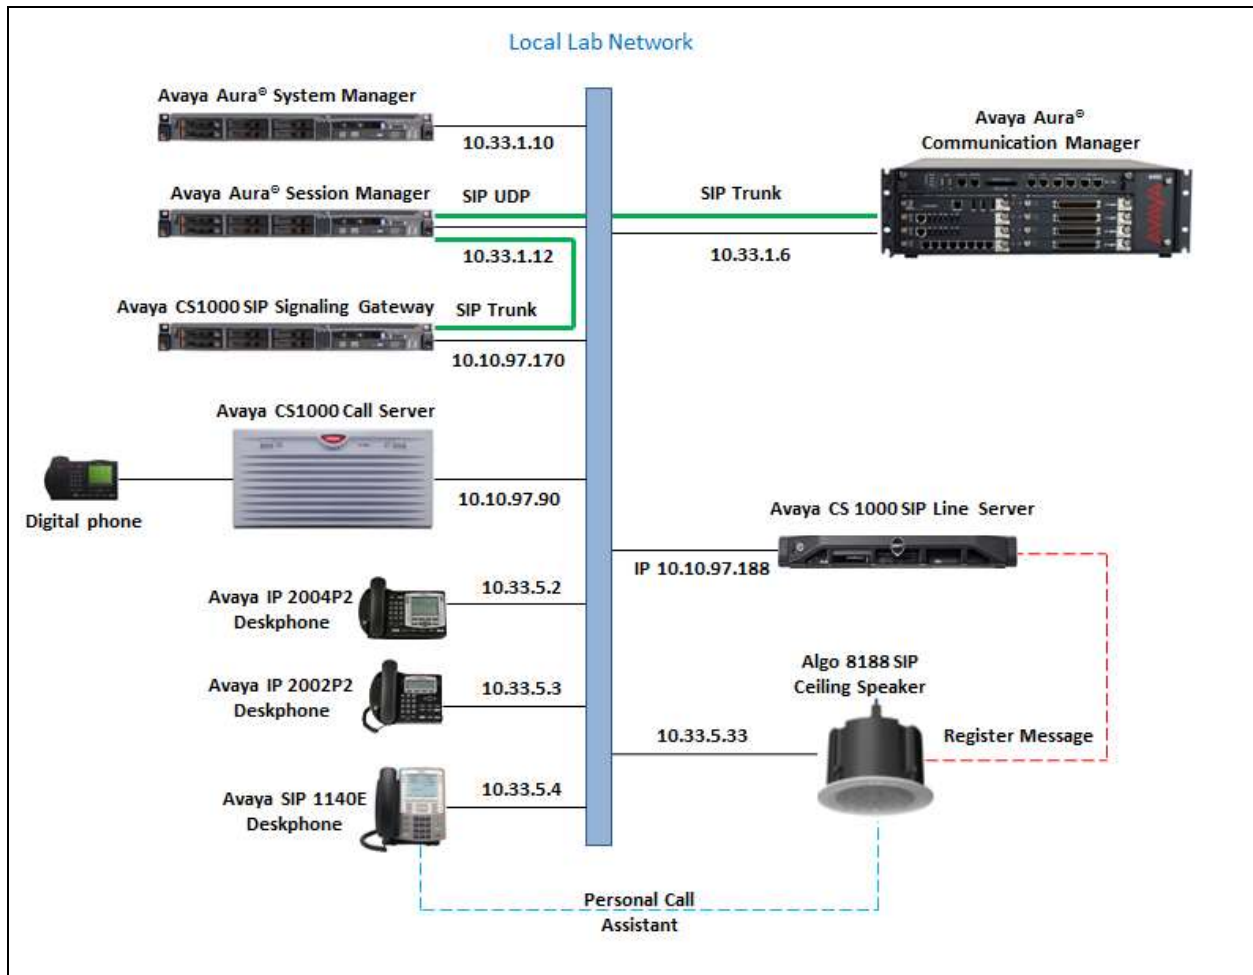 Local Lab Network
Avaya Aura® System Manager
10.33.1.10
Avaya Aura®
Communication Manager
Avaya Aura® Session Manager
SIP UDP
SIP Trunk
10.33.1.12
10.33.1.6
Avaya CS1000 SIP Signaling Gateway
SIP Trunk
10.10.97.170
Avaya CS1000 Call Server
10.10.97.90
Digital phone
Avaya CS 1000 SIP Line Server
IP 10.10.97.188
Avaya IP 2004P2
Deskphone
10.33.5.2
Avaya IP 2002P2
Deskphone
10.33.5.3
Algo 8188 SIP
Ceiling Speaker
10.33.5.33
Register Message
Avaya SIP 1140E
Deskphone
10.33.5.4
Personal Call
Assistant
AVAYA